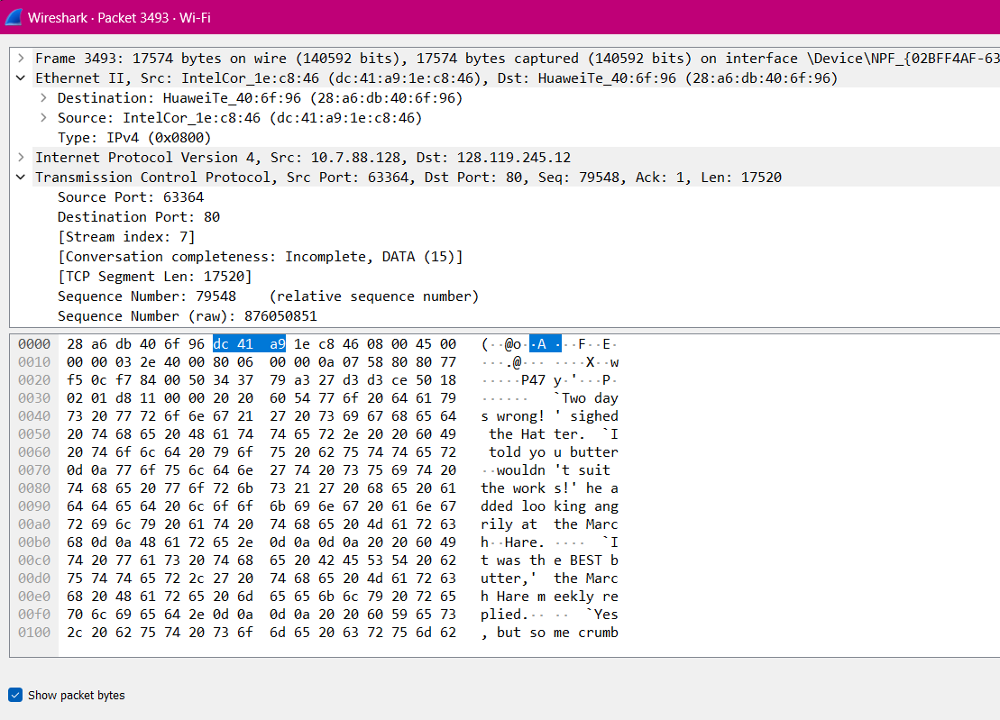 Wireshark · Packet 3493 · Wi-Fi
Frame 3493: 17574 bytes on wire (140592 bits), 17574 bytes captured (140592 bits) on interface \Device\NPF_{02BFF4AF-63
Ethernet II, Src: IntelCor_1e:c8:46 (dc:41:a9:1e:c8:46), Dst: HuaweiTe_40:6f:96 (28:a6:db:40:6f:96)
Destination: HuaweiTe_40:6f:96 (28:a6:db:40:6f:96)
Source: IntelCor_1e:c8:46 (dc:41:a9:1e:c8:46)
Type: IPv4 (0x0800)
Internet Protocol Version 4, Src: 10.7.88.128, Dst: 128.119.245.12
Transmission Control Protocol, Src Port: 63364, Dst Port: 80, Seq: 79548, Ack: 1, Len: 17520
Source Port: 63364
Destination Port: 80
[Stream index: 7]
[Conversation completeness: Incomplete, DATA (15)]
[TCP Segment Len: 17520]
Sequence Number: 79548    (relative sequence number)
Sequence Number (raw): 876050851
0000  28 a6 db 40 6f 96 dc 41  a9 1e c8 46 08 00 45 00   (··@o··A ···F··E·
0010  00 00 03 2e 40 00 80 06  00 00 0a 07 58 80 80 77   ···.@··· ····X··w
0020  f5 0c f7 84 00 50 34 37  79 a3 27 d3 d3 ce 50 18   ·····P47 y·'···P·
0030  02 01 d8 11 00 00 20 20  60 54 77 6f 20 64 61 79   ······   `Two day
0040  73 20 77 72 6f 6e 67 21  27 20 73 69 67 68 65 64   s wrong! ' sighed
0050  20 74 68 65 20 48 61 74  74 65 72 2e 20 20 60 49    the Hat ter.  `I
0060  20 74 6f 6c 64 20 79 6f  75 20 62 75 74 74 65 72    told yo u butter
0070  0d 0a 77 6f 75 6c 64 6e  27 74 20 73 75 69 74 20   ··wouldn 't suit
0080  74 68 65 20 77 6f 72 6b  73 21 27 20 68 65 20 61   the work s!' he a
0090  64 64 65 64 20 6c 6f 6f  6b 69 6e 67 20 61 6e 67   dded loo king ang
00a0  72 69 6c 79 20 61 74 20  74 68 65 20 4d 61 72 63   rily at  the Marc
00b0  68 0d 0a 48 61 72 65 2e  0d 0a 0d 0a 20 20 60 49   h··Hare. ····  `I
00c0  74 20 77 61 73 20 74 68  65 20 42 45 53 54 20 62   t was th e BEST b
00d0  75 74 74 65 72 2c 27 20  74 68 65 20 4d 61 72 63   utter,'  the Marc
00e0  68 20 48 61 72 65 20 6d  65 65 6b 6c 79 20 72 65   h Hare m eekly re
00f0  70 6c 69 65 64 2e 0d 0a  0d 0a 20 20 60 59 65 73   plied.·· ··  `Yes
0100  2c 20 62 75 74 20 73 6f  6d 65 20 63 72 75 6d 62   , but so me crumb
Show packet bytes